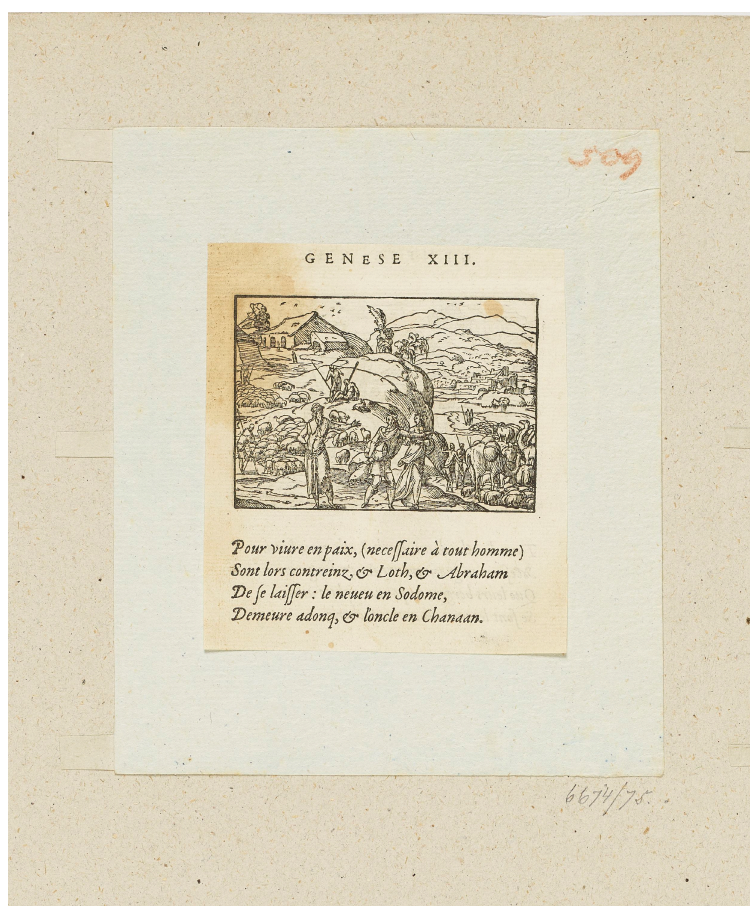 509
GENESE XIII.
Pour viure en paix, (necessaire à tout homme)
Sont lors contreinz, & Loth, & Abraham
De se laisser : le neueu en Sodome,
Demeure adonq, & l'oncle en Chanaan.
6674/75.